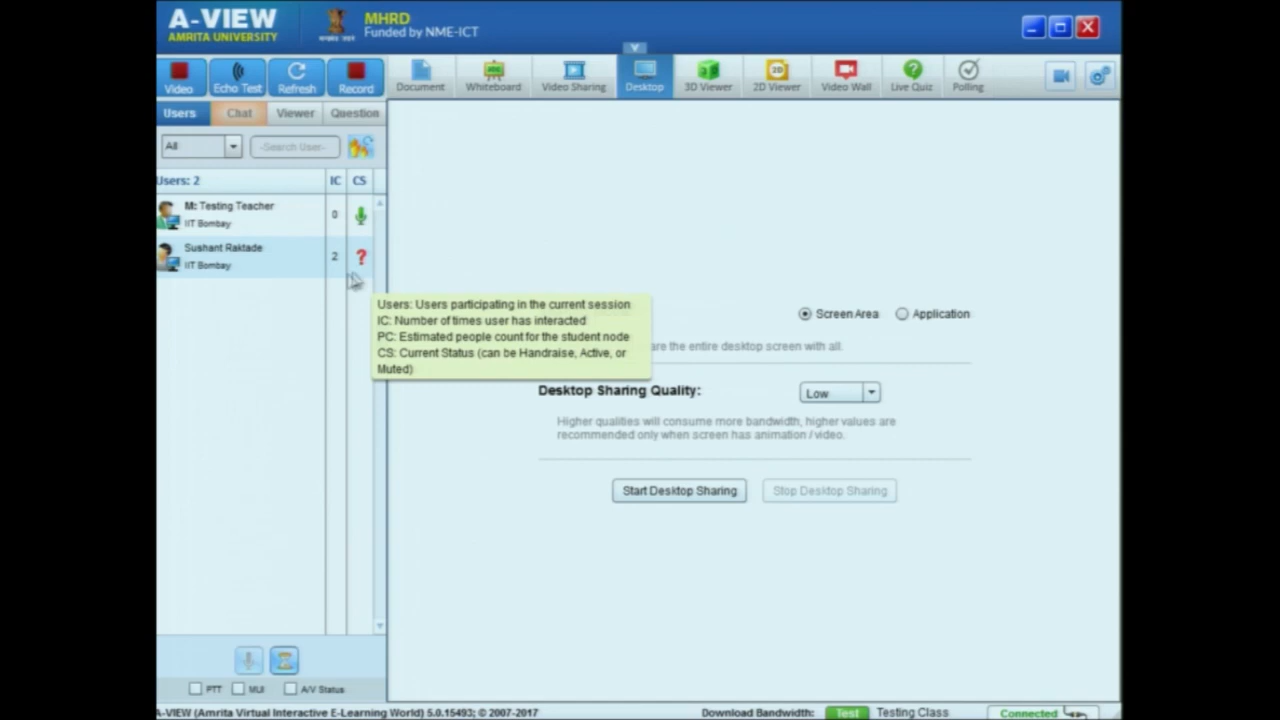 A-VIEW
AMRITA UNIVERSITY
MHRD
Funded by NME-ICT
Video
Echo Test
Refresh
Record
Document
Whiteboard
Video Sharing
Desktop
3D Viewer
2D Viewer
Video Wall
Live Quiz
Polling
Users
Chat
Viewer
Question
All
-Search User-
Users: 2
IC
CS
M: Testing Teacher
IIT Bombay
0
Sushant Raktade
IIT Bombay
2
?
Users: Users participating in the current session
IC: Number of times user has interacted
PC: Estimated people count for the student node
CS: Current Status (can be Handraise, Active, or
Muted)
Screen Area
Application
are the entire desktop screen with all.
Desktop Sharing Quality:
Low
Higher qualities will consume more bandwidth, higher values are
recommended only when screen has animation / video.
Start Desktop Sharing
Stop Desktop Sharing
PTT
MUI
A/V Status
A-VIEW (Amrita Virtual Interactive E-Learning World) 5.0.15493; © 2007-2017
Download Bandwidth:
Test
Testing Class
Connected